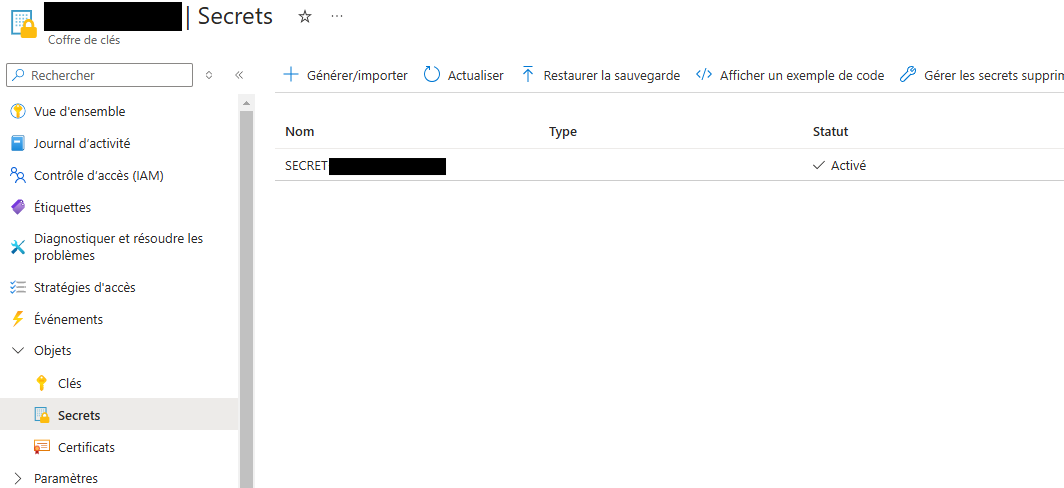 | Secrets
Coffre de clés
Rechercher
Générer/importer
Actualiser
Restaurer la sauvegarde
Afficher un exemple de code
Gérer les secrets supprim
Vue d'ensemble
Journal d’activité
Contrôle d’accès (IAM)
Étiquettes
Diagnostiquer et résoudre les
problèmes
Stratégies d'accès
Événements
Objets
Clés
Secrets
Certificats
Paramètres
Nom
Type
Statut
SECRET
Activé